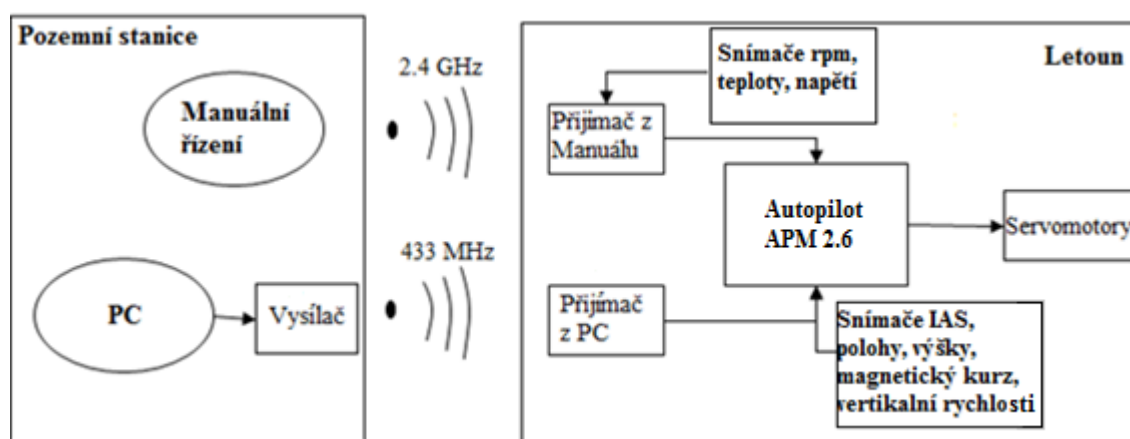 Pozemní stanice
Manuální
řízení
2.4 GHz
Snímače rpm,
teploty, napětí
Letoun
Přijimač z
Manuálu
Autopilot
APM 2.6
Servomotory
433 MHz
PC
Vysílač
Přijímač
z PC
Snímače IAS,
polohy, výšky,
magnetický kurz,
vertikalní rychlosti